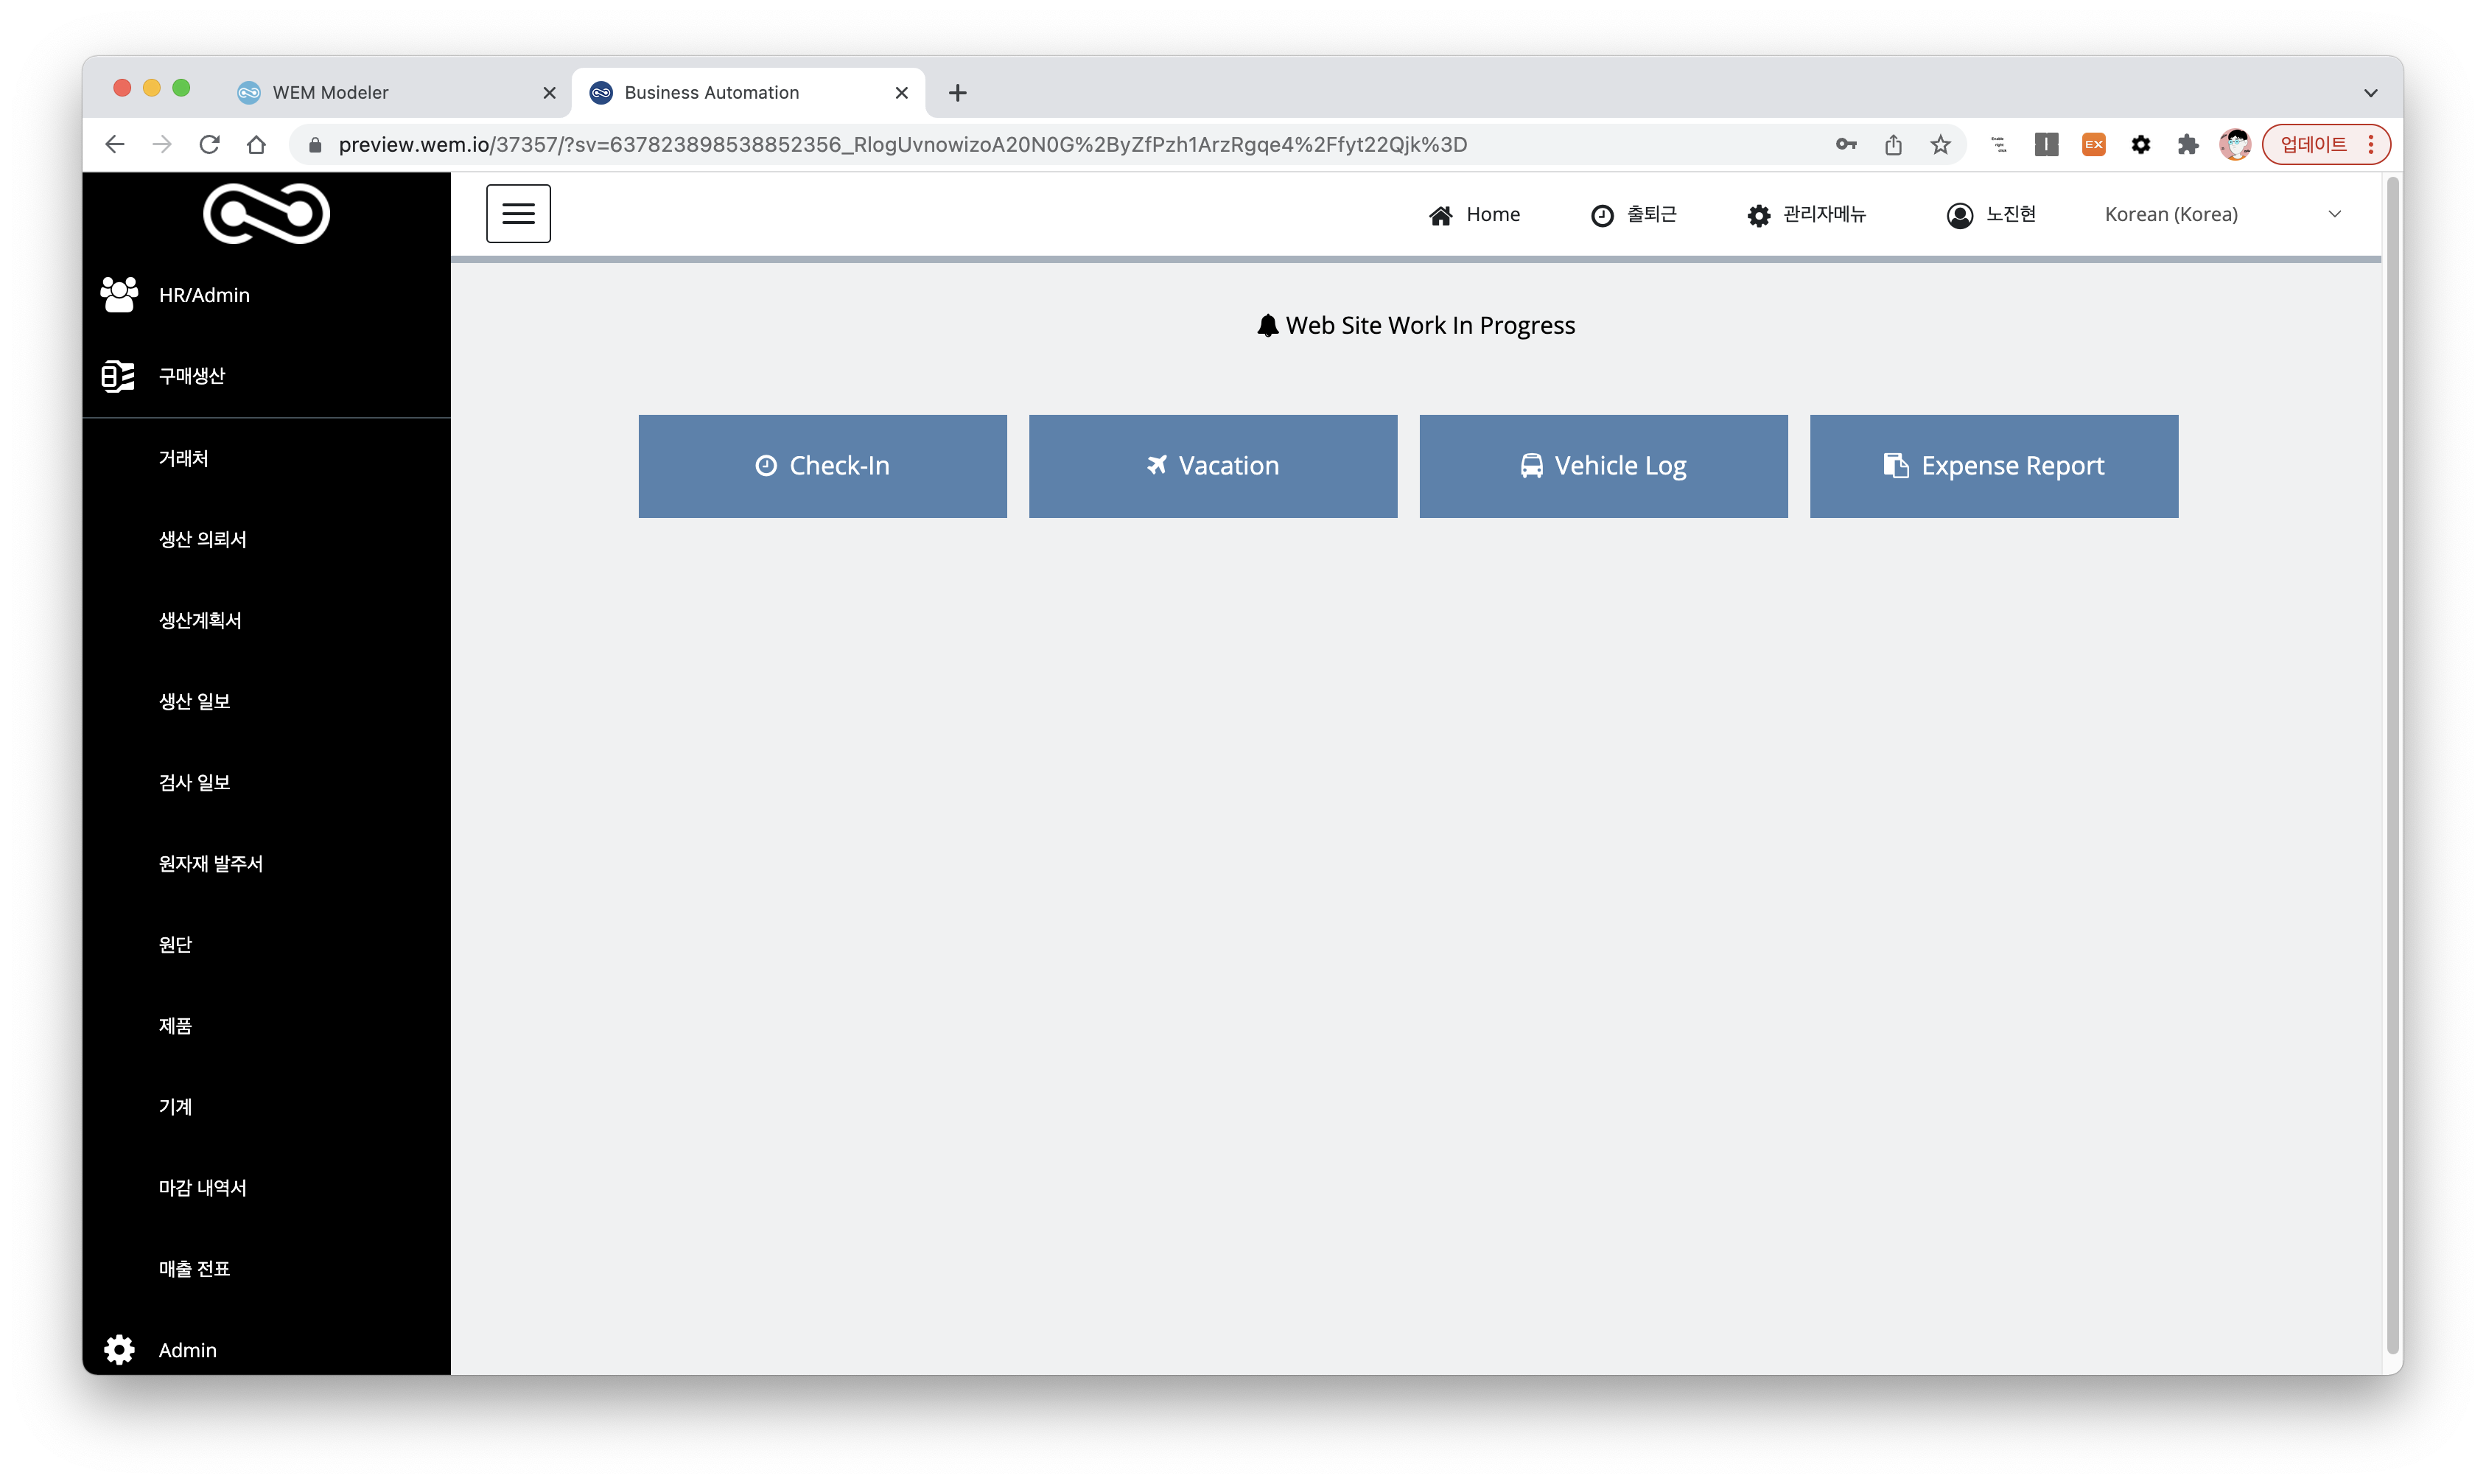 WEM Modeler
Business Automation
preview.wem.io/37357/?sv=637823898538852356_RlogUvnowizoA20N0G%2ByZfPzh1ArzRgqe4%2Ffyt22Qjk%3D
EX
업데이트
Home
출퇴근
관리자메뉴
노진현
Korean (Korea)
HR/Admin
구매생산
거래처
생산 의뢰서
생산계획서
생산 일보
검사 일보
원자재 발주서
원단
제품
기계
마감 내역서
매출 전표
Admin
Web Site Work In Progress
Check-In
Vacation
Vehicle Log
Expense Report